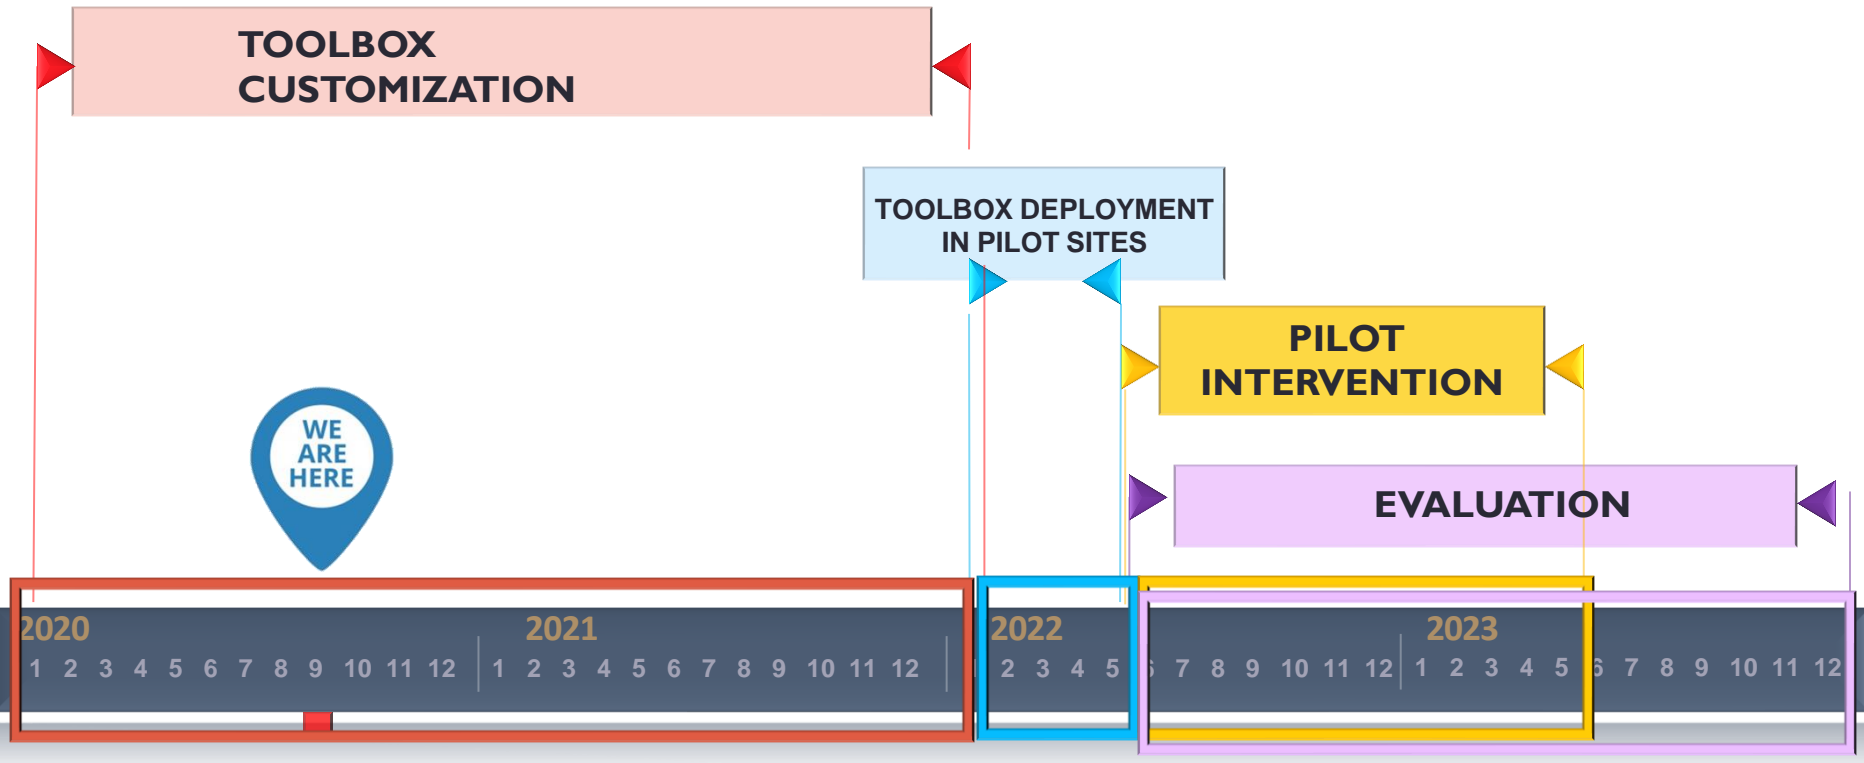 TOOLBOX
CUSTOMIZATION
TOOLBOX DEPLOYMENT
IN PILOT SITES
PILOT
INTERVENTION
WE
ARE
HERE
EVALUATION
2020 2021 2022 2023
1 2 3 4 5 6 7 8 9 10 11 12 1 2 3 4 5 6 7 8 9 10 11 12 2 3 4 5 6 7 8 9 10 11 12 1 2 3 4 5 6 7 8 9 10 11 12